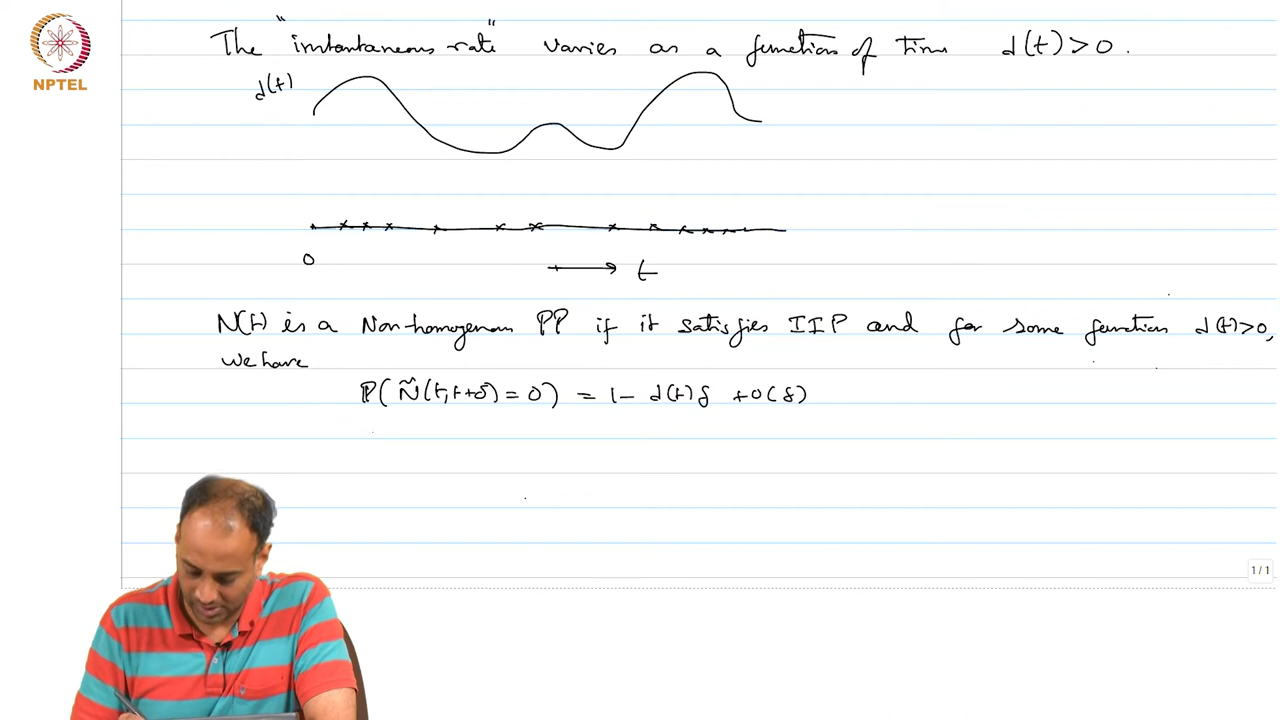 The "instantaneous rate" varies as a function of time λ(t) > 0.
λ(t)
NPTEL
0
t
N(t) is a Non-homogenous PP if it satisfies IIP and for some function λ(t)>0,
we have
P( Ñ(t,t+δ) = 0 ) = 1 - λ(t)δ + o(δ)
1/1